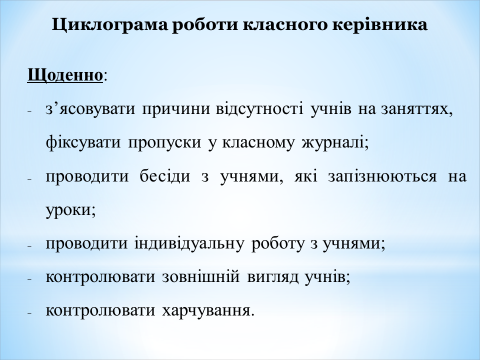 Циклограма роботи класного керівника
Щоденно:
- з’ясовувати причини відсутності учнів на заняттях,
фіксувати пропуски у класному журналі;
- проводити бесіди з учнями, які запізнюються на
уроки;
- проводити індивідуальну роботу з учнями;
- контролювати зовнішній вигляд учнів;
- контролювати харчування.